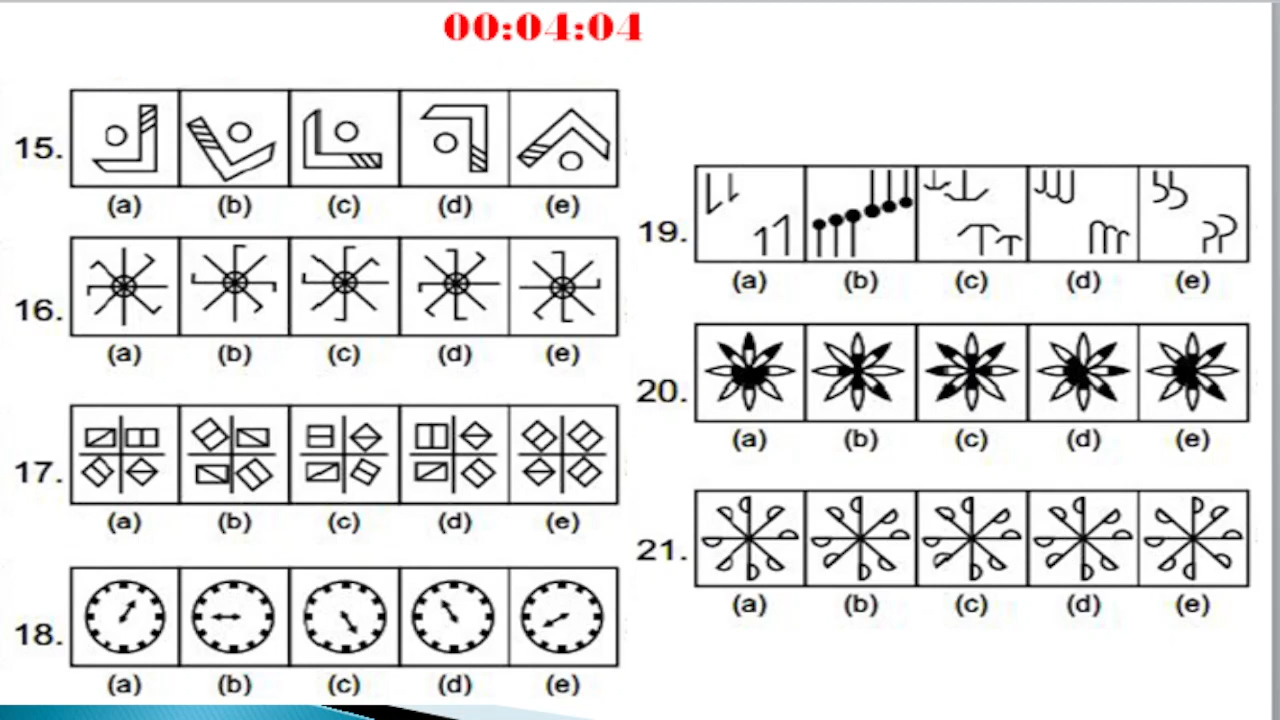 00:04:04
15.
(a) (b) (c) (d) (e)
16.
(a) (b) (c) (d) (e)
17.
(a) (b) (c) (d) (e)
18.
(a) (b) (c) (d) (e)
19.
(a) (b) (c) (d) (e)
20.
(a) (b) (c) (d) (e)
21.
(a) (b) (c) (d) (e)